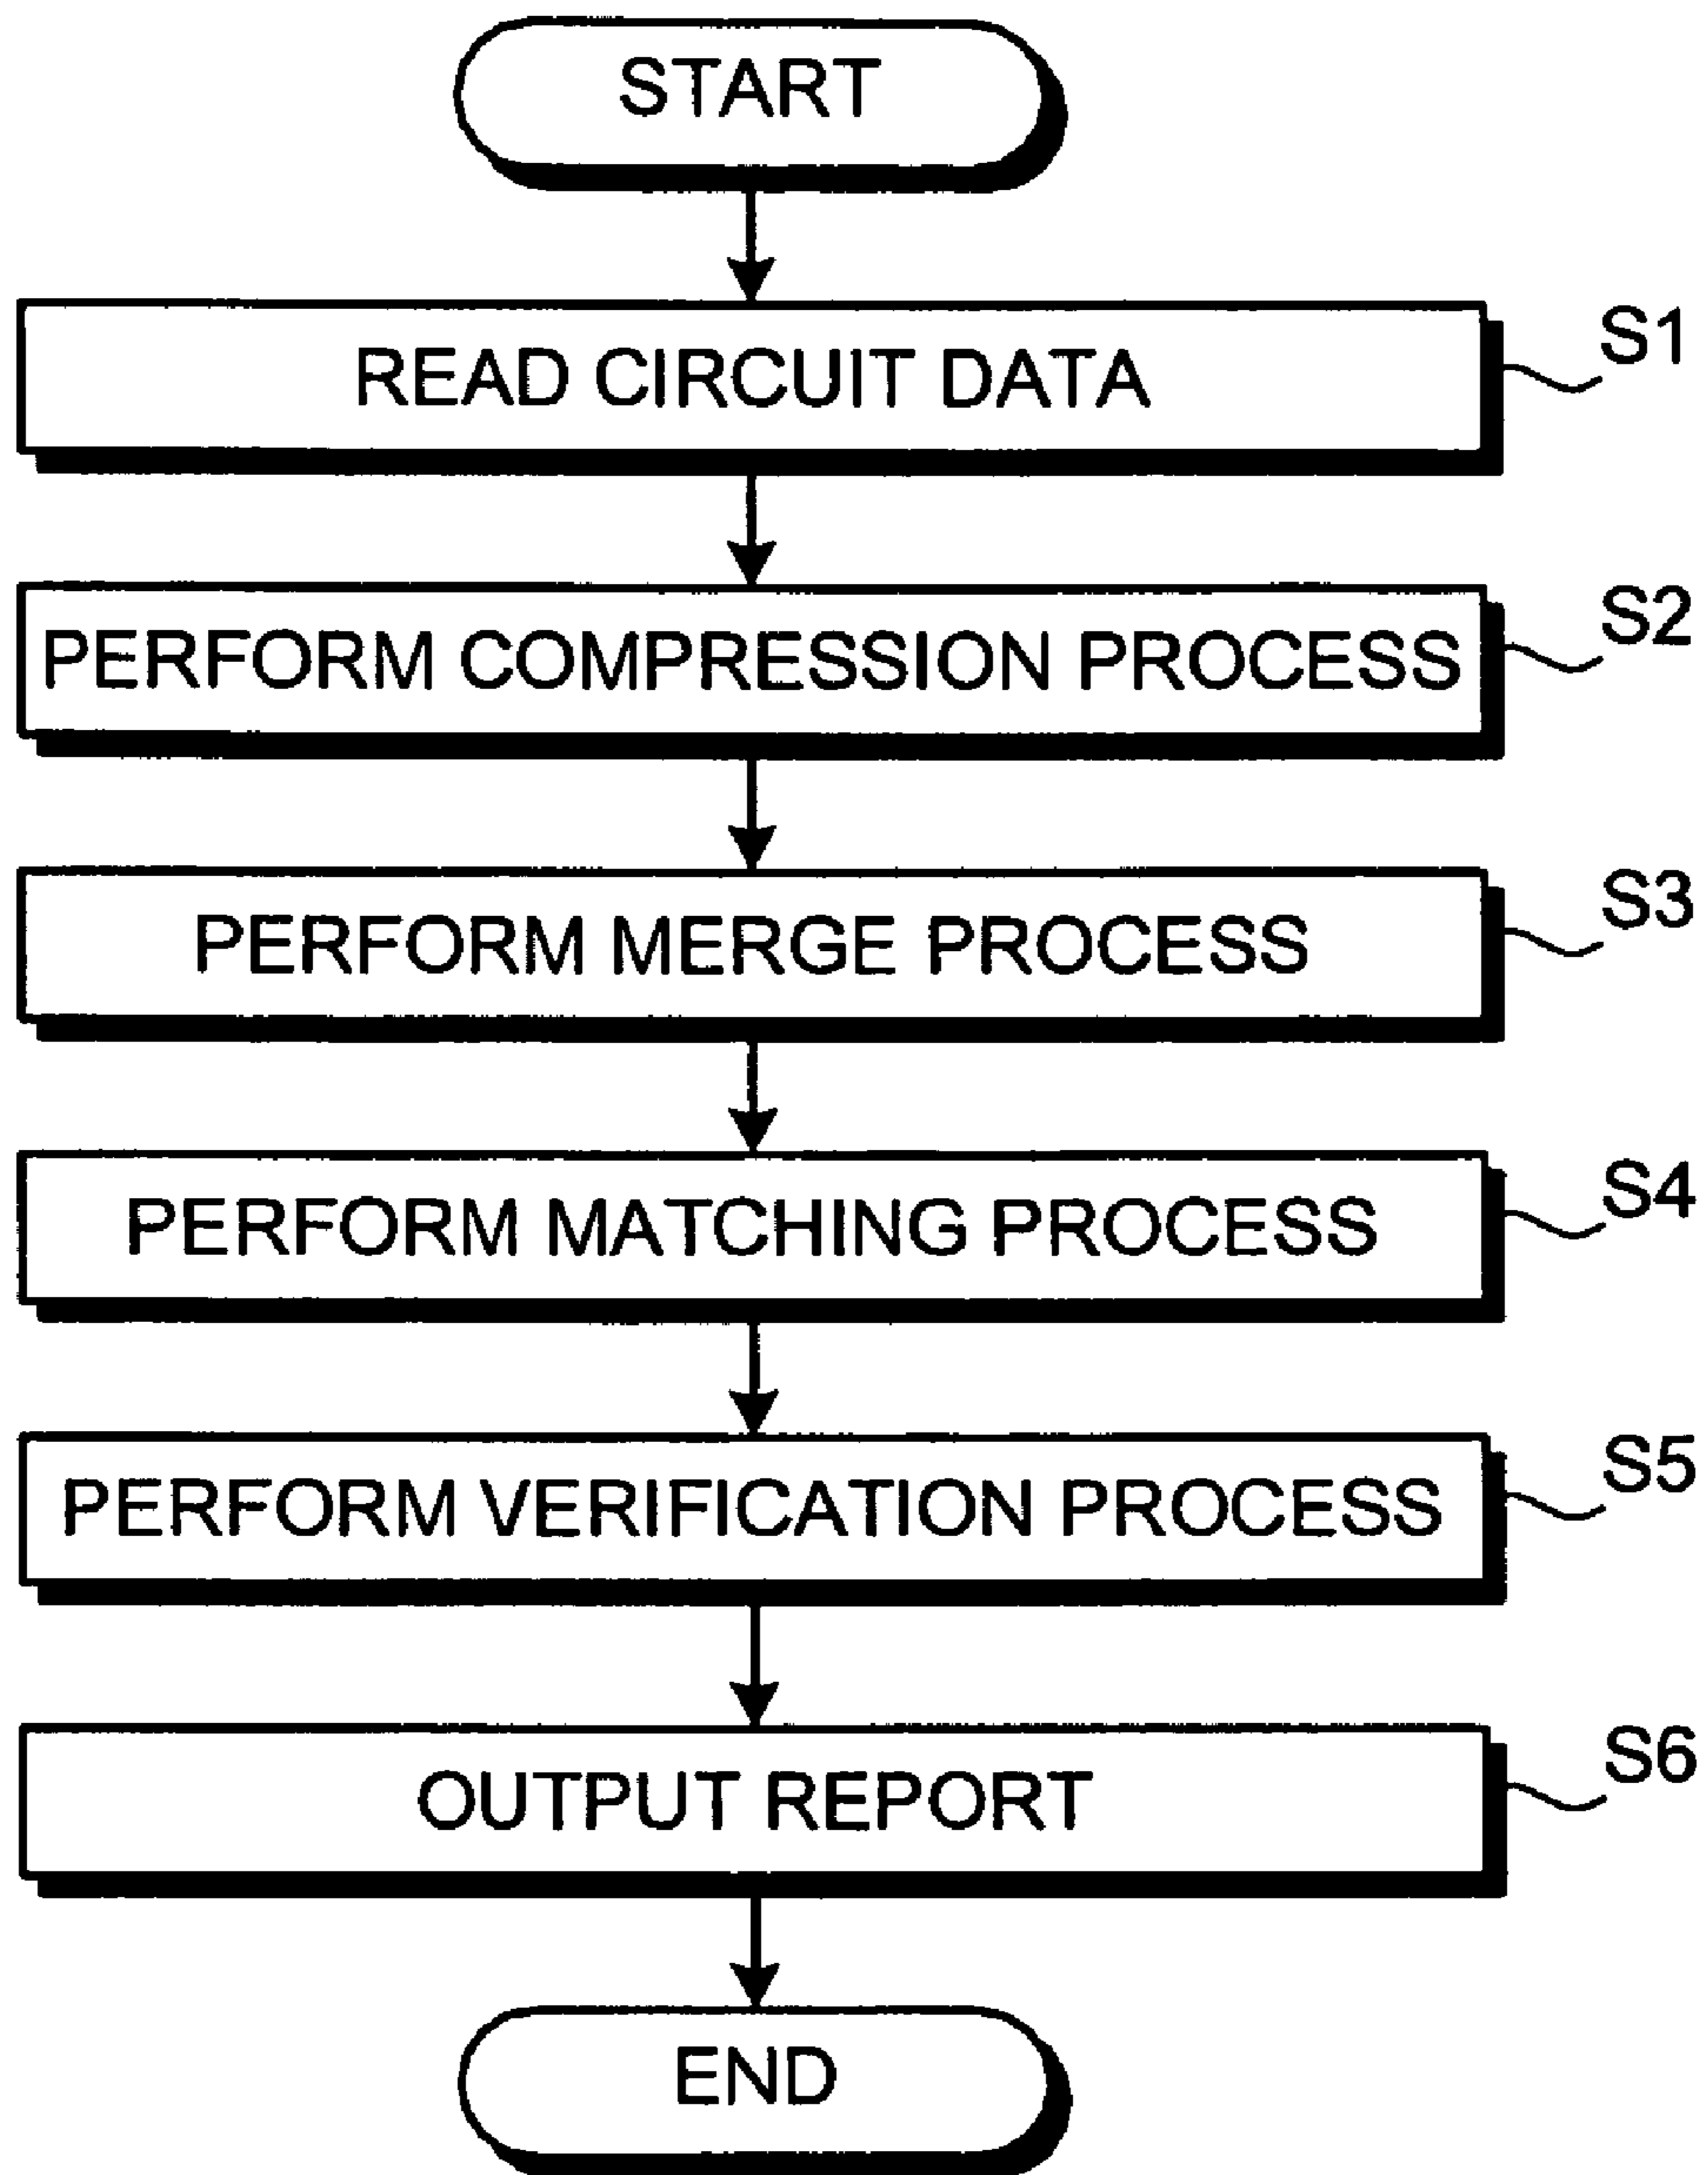 START
READ CIRCUIT DATA
S1
PERFORM COMPRESSION PROCESS
S2
PERFORM MERGE PROCESS
S3
PERFORM MATCHING PROCESS
S4
PERFORM VERIFICATION PROCESS
S5
OUTPUT REPORT
S6
END